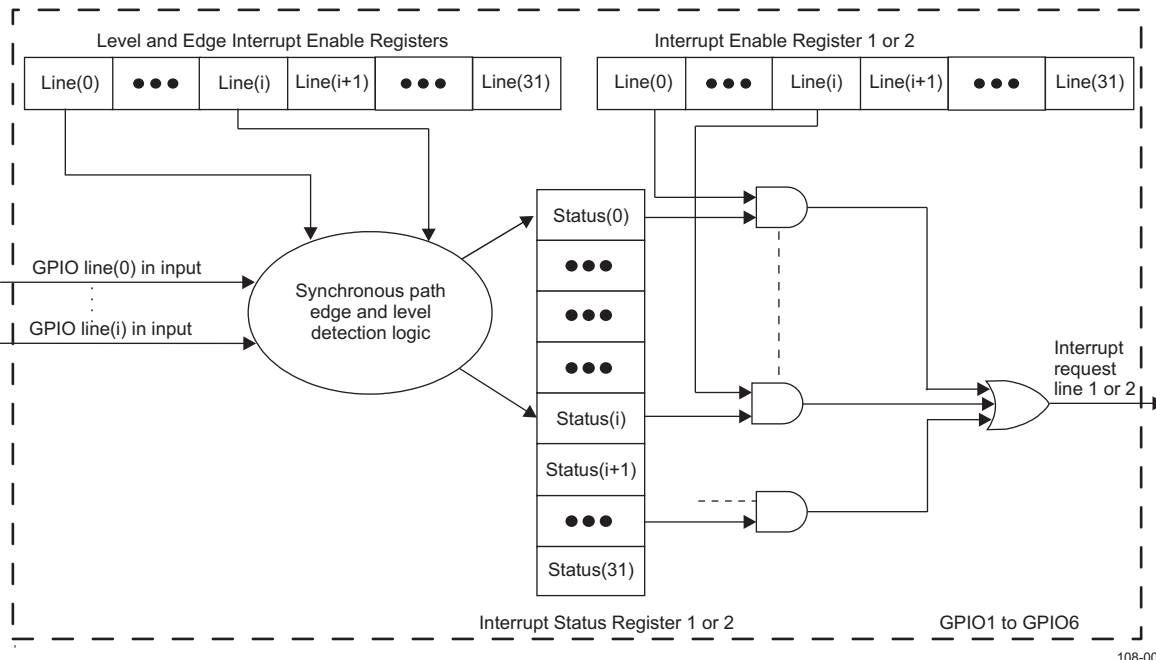 Level and Edge Interrupt Enable Registers
Interrupt Enable Register 1 or 2
Line(0) ●●● Line(i) Line(i+1) ●●● Line(31)
Line(0) ●●● Line(i) Line(i+1) ●●● Line(31)
Status(0)
●●●
●●●
●●●
Status(i)
Status(i+1)
●●●
Status(31)
GPIO line(0) in input
GPIO line(i) in input
Synchronous path
edge and level
detection logic
Interrupt
request
line 1 or 2
Interrupt Status Register 1 or 2
GPIO1 to GPIO6